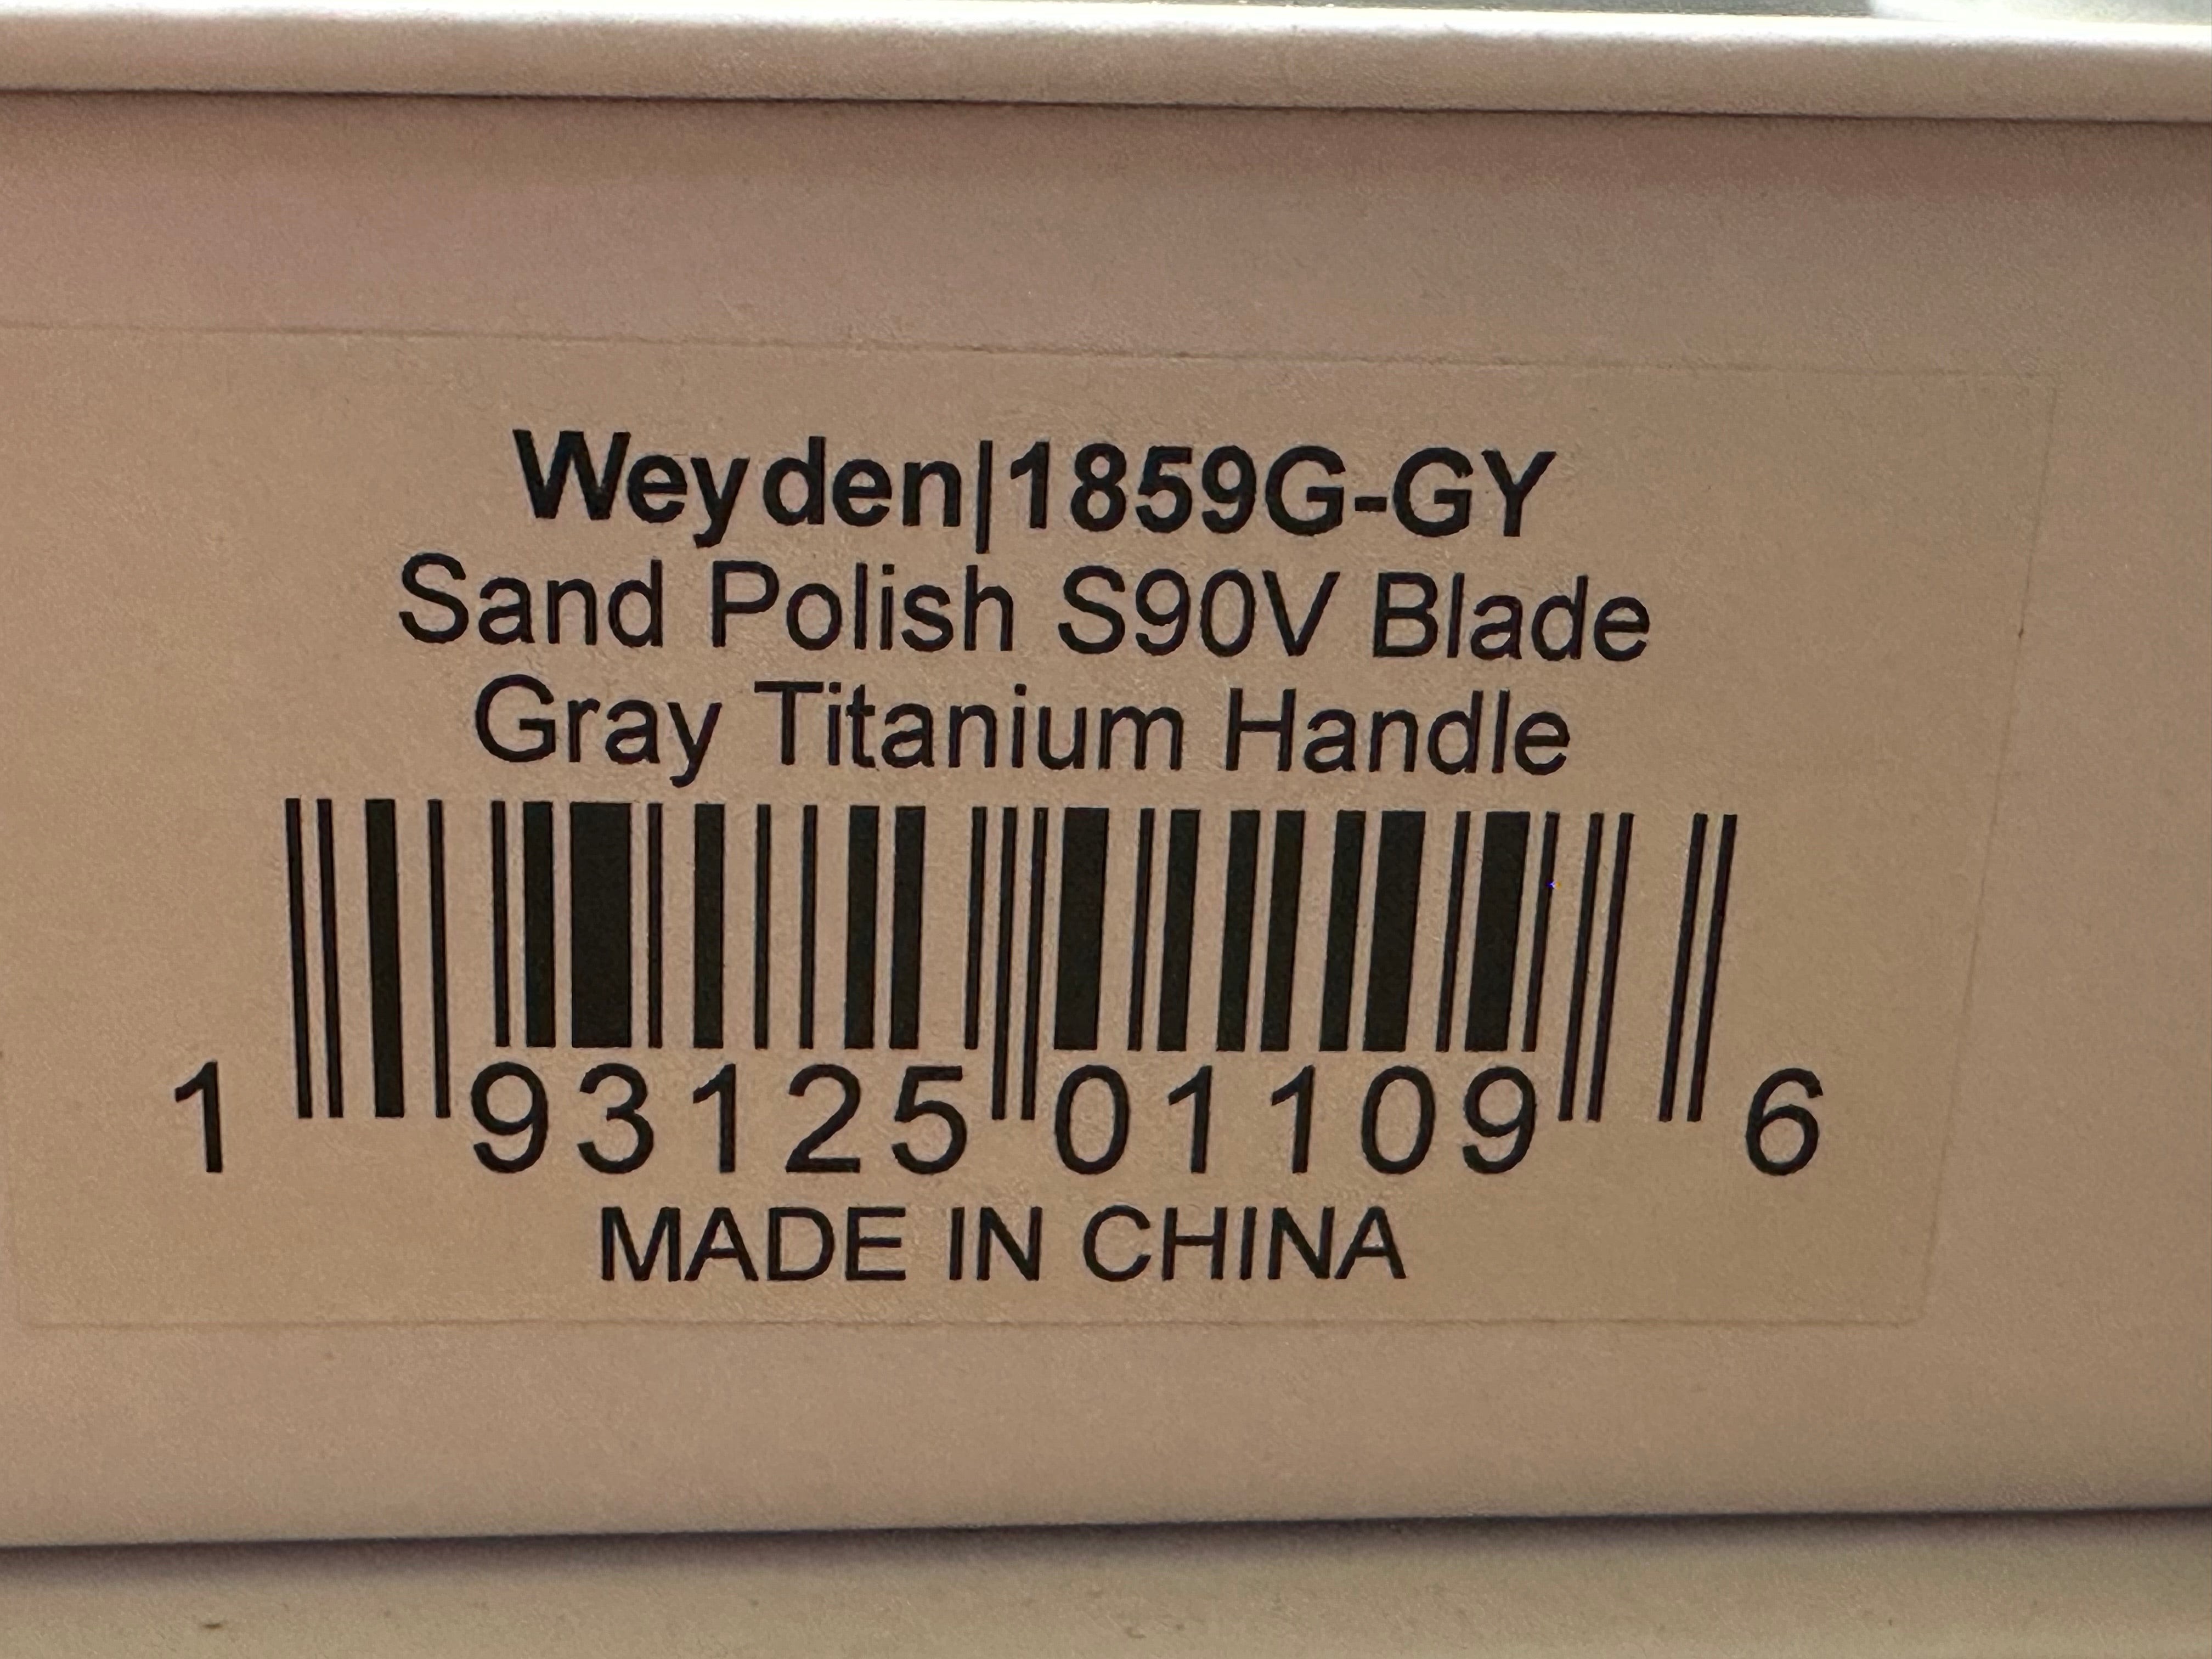 Weyden|1859G-GY
Sand Polish S90V Blade
Gray Titanium Handle
1 93125 01109 6
MADE IN CHINA